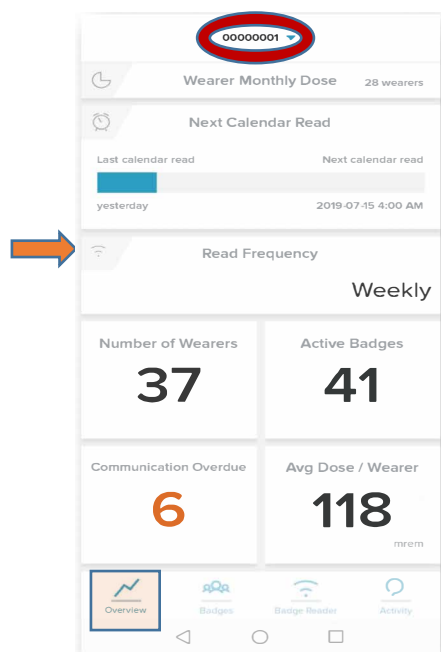 00000001
Wearer Monthly Dose 28 wearers
Next Calendar Read
Last calendar read Next calendar read
yesterday 2019-07-15 4:00 AM
Read Frequency
Weekly
Number of Wearers Active Badges
37 41
Communication Overdue Avg Dose / Wearer
6 118
mrem
Overview Badges Badge Reader Activity